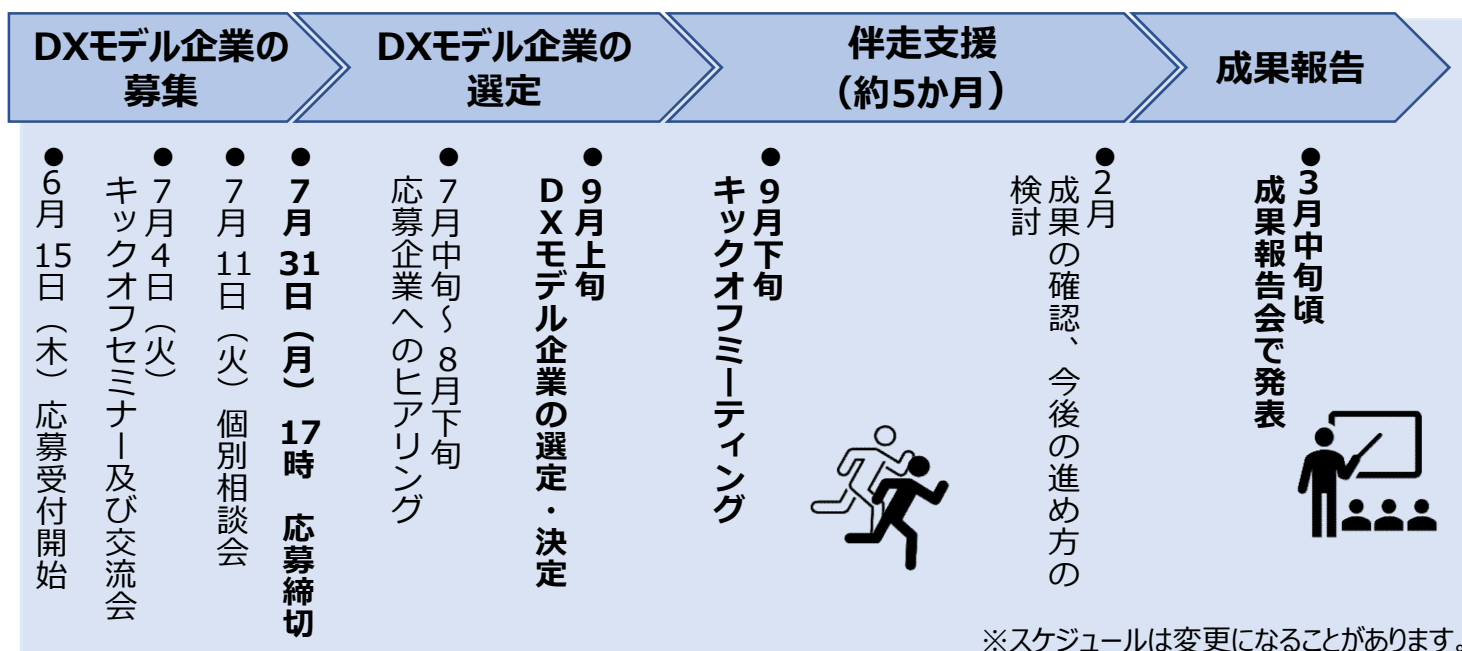 DXモデル企業の
募集
DXモデル企業の
選定
伴走支援
（約5か月）
成果報告
●6月15日（木）応募受付開始
●7月4日（火）
キックオフセミナー及び交流会
●7月11日（火）個別相談会
●7月31日（月）17時 応募締切
●7月中旬～8月下旬
応募企業へのヒアリング
●9月上旬
DXモデル企業の選定・決定
●9月下旬
キックオフミーティング
●2月
成果の確認、今後の進め方の
検討
●3月中旬頃
成果報告会で発表
※スケジュールは変更になることがあります。